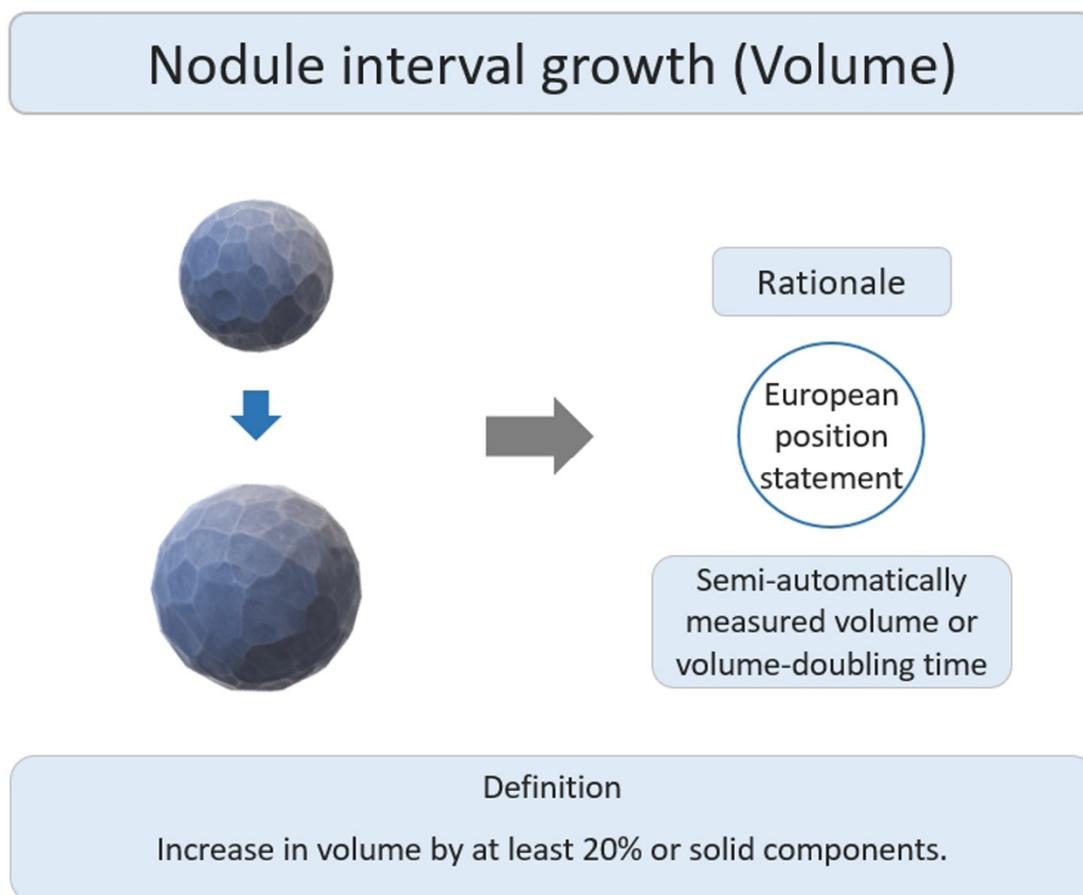 Nodule interval growth (Volume)
Rationale
European
position
statement
Semi-automatically
measured volume or
volume-doubling time
Definition
Increase in volume by at least 20% or solid components.